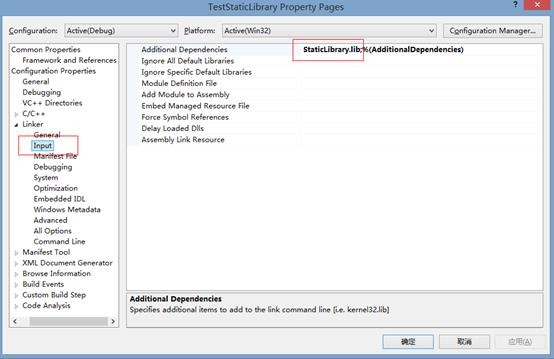 TestStaticLibrary Property Pages
?
Configuration: Active(Debug) Platform: Active(Win32) Configuration Manager...
Common Properties
Framework and References
Configuration Properties
General
Debugging
VC++ Directories
C/C++
Linker
General
Input
Manifest File
Debugging
System
Optimization
Embedded IDL
Windows Metadata
Advanced
All Options
Command Line
Manifest Tool
XML Document Generator
Browse Information
Build Events
Custom Build Step
Code Analysis
Additional Dependencies StaticLibrary.lib;%(AdditionalDependencies)
Ignore All Default Libraries
Ignore Specific Default Libraries
Module Definition File
Add Module to Assembly
Embed Managed Resource File
Force Symbol References
Delay Loaded Dlls
Assembly Link Resource
Additional Dependencies
Specifies additional items to add to the link command line [i.e. kernel32.lib]
确定 取消 应用(A)